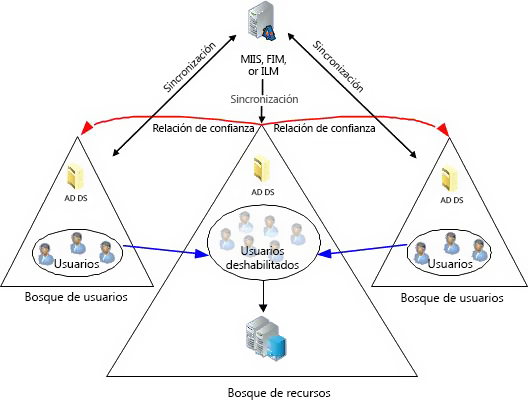 MIIS, FIM,
or ILM
Sincronización
Sincronización
Sincronización
Relación de confianza
Relación de confianza
AD DS
AD DS
AD DS
Usuarios
Usuarios
deshabilitados
Usuarios
Bosque de usuarios
Bosque de usuarios
Bosque de recursos